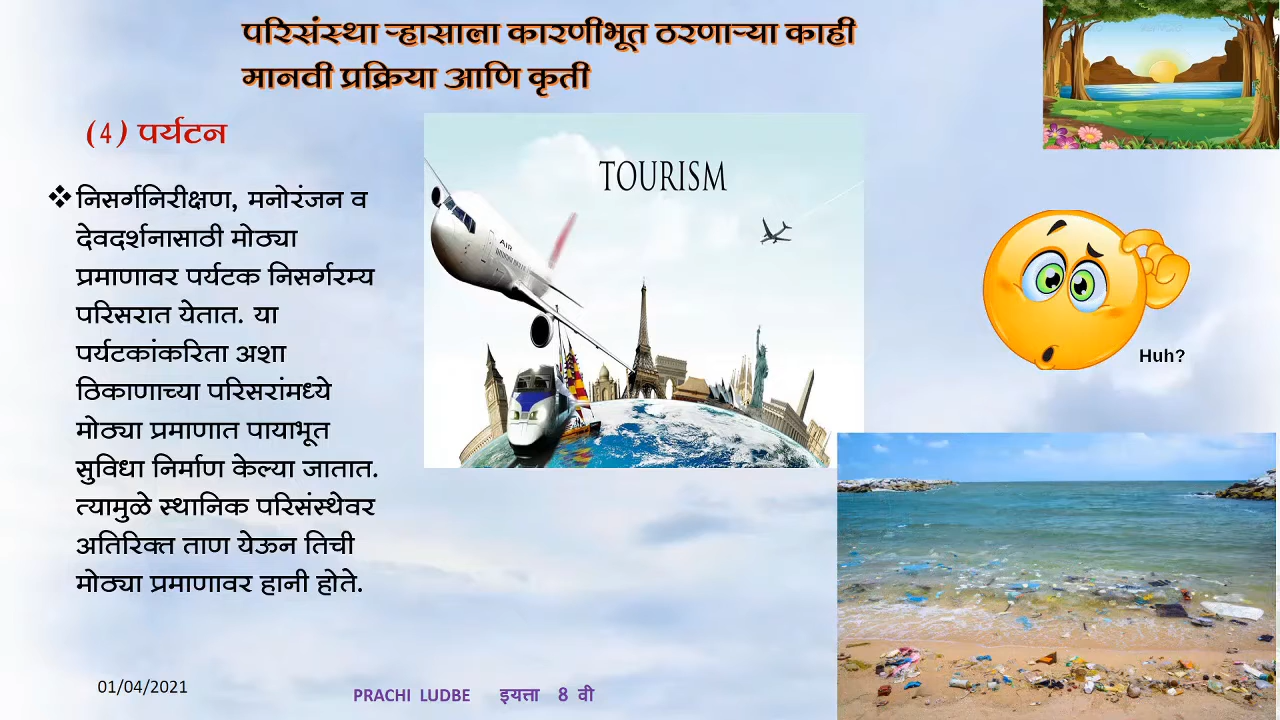 परिसंस्था ऱ्हासाला कारणीभूत ठरणाऱ्या काही
मानवी प्रक्रिया आणि कृती
(4) पर्यटन
❖ निसर्गनिरीक्षण, मनोरंजन व
देवदर्शनासाठी मोठ्या
प्रमाणावर पर्यटक निसर्गरम्य
परिसरात येतात. या
पर्यटकांकरिता अशा
ठिकाणाच्या परिसरांमध्ये
मोठ्या प्रमाणात पायाभूत
सुविधा निर्माण केल्या जातात.
त्यामुळे स्थानिक परिसंस्थेवर
अतिरिक्त ताण येऊन तिची
मोठ्या प्रमाणावर हानी होते.
TOURISM
AIR
Huh?
01/04/2021
PRACHI LUDBE इयत्ता 8 वी